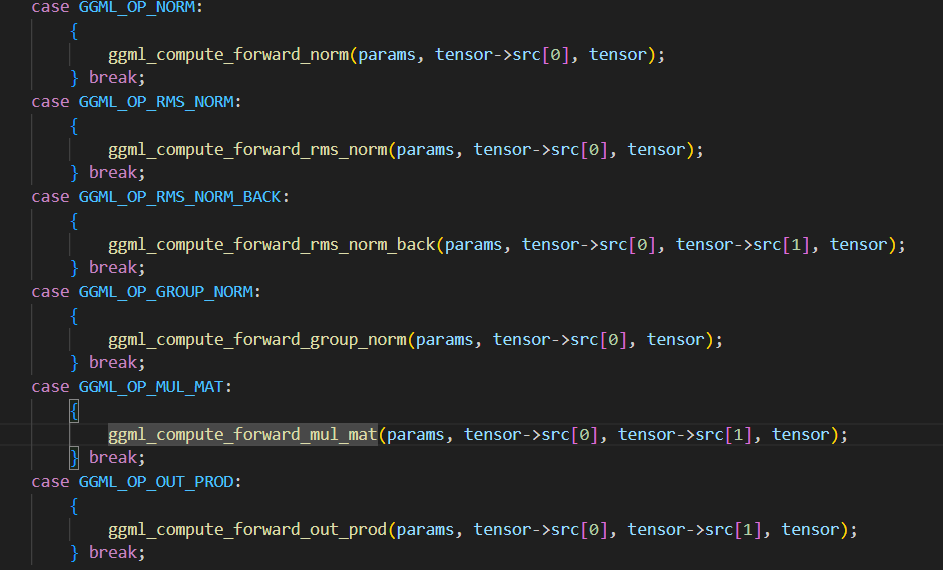 case GGML_OP_NORM:
{
ggml_compute_forward_norm(params, tensor->src[0], tensor);
} break;
case GGML_OP_RMS_NORM:
{
ggml_compute_forward_rms_norm(params, tensor->src[0], tensor);
} break;
case GGML_OP_RMS_NORM_BACK:
{
ggml_compute_forward_rms_norm_back(params, tensor->src[0], tensor->src[1], tensor);
} break;
case GGML_OP_GROUP_NORM:
{
ggml_compute_forward_group_norm(params, tensor->src[0], tensor);
} break;
case GGML_OP_MUL_MAT:
{
ggml_compute_forward_mul_mat(params, tensor->src[0], tensor->src[1], tensor);
} break;
case GGML_OP_OUT_PROD:
{
ggml_compute_forward_out_prod(params, tensor->src[0], tensor->src[1], tensor);
} break;